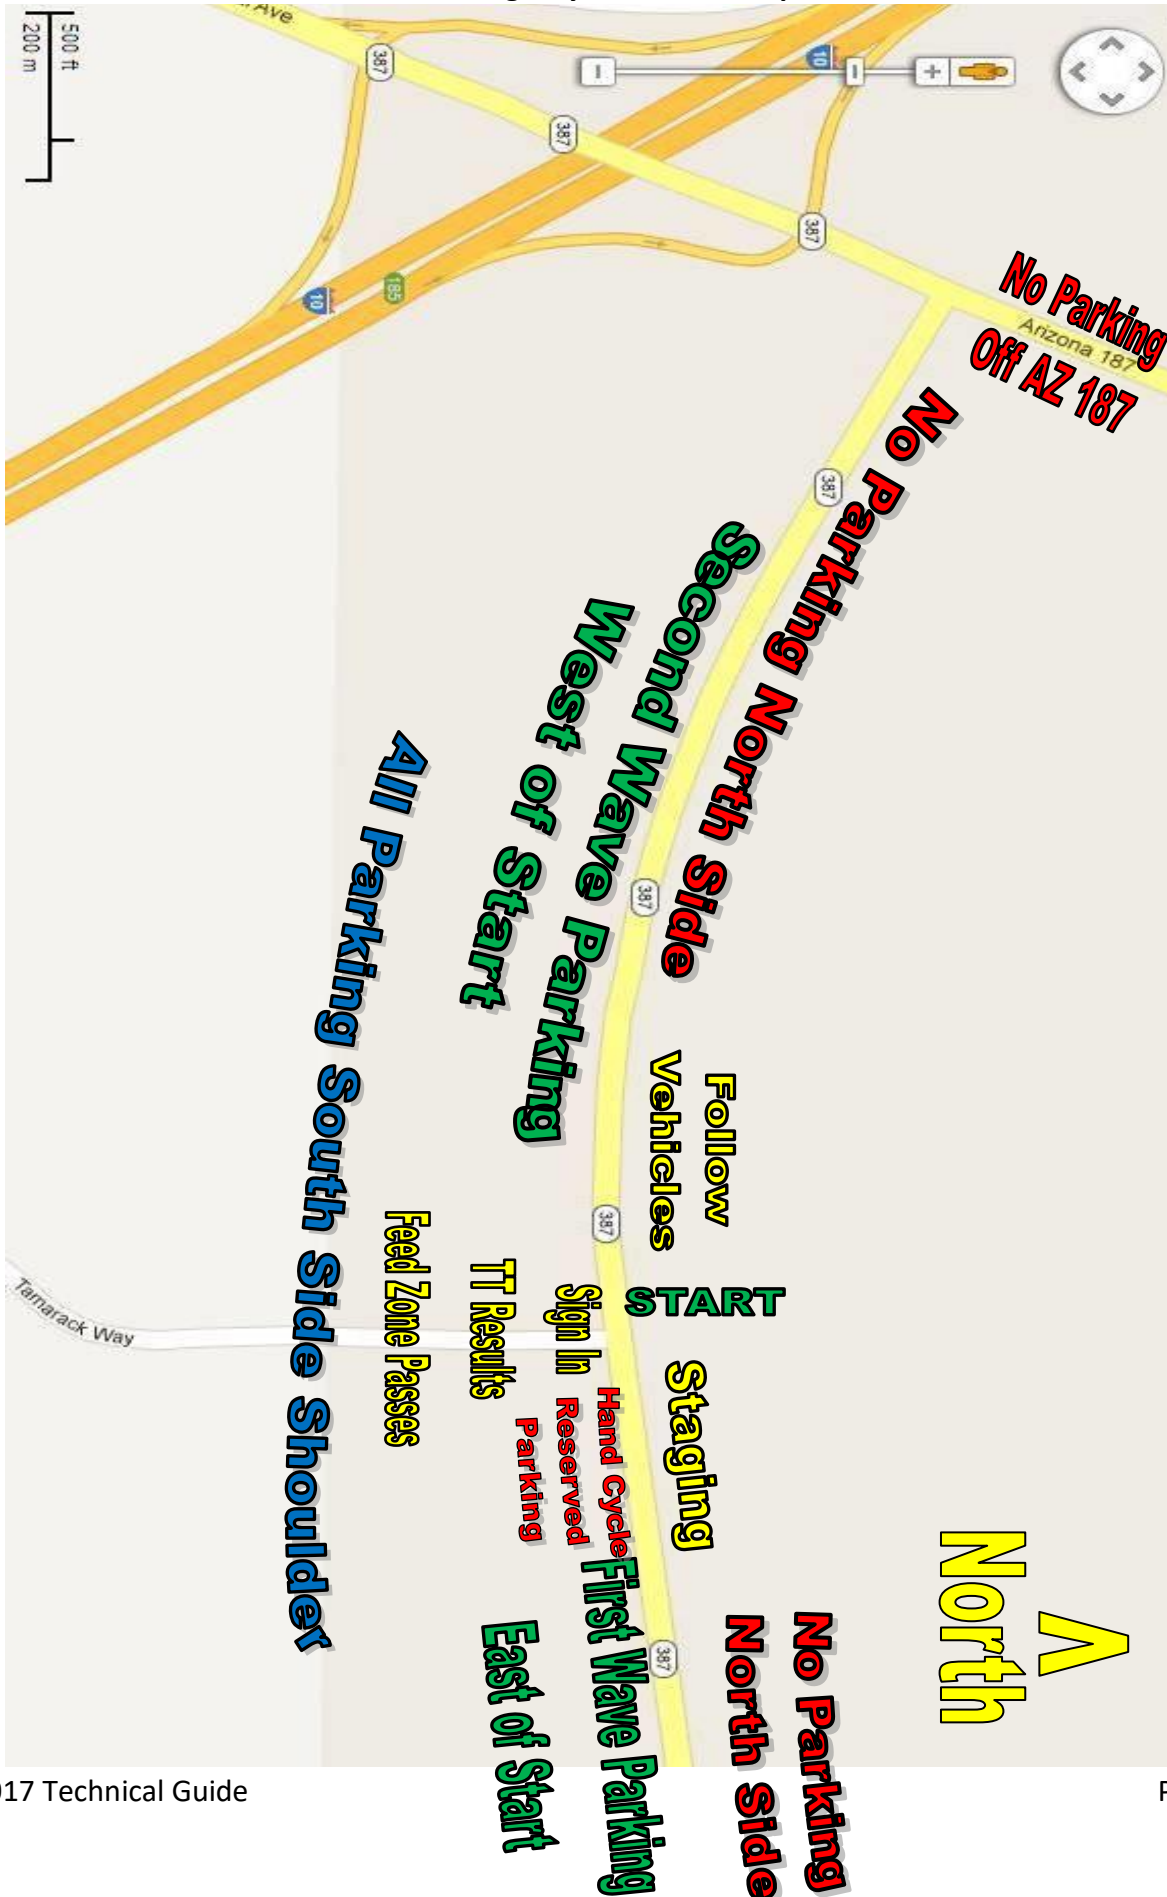 Ave
500 ft
200 m
387
10
387
387
185
10
No Parking
Arizona 187
Off AZ 187
387
No Parking North Side
Second Wave Parking
West of Start
387
All Parking South Side Shoulder
Follow
Vehicles
387
START
Sign In
TT Results
Feed Zone Passes
Tamarack Way
Staging
Hand Cycle
Reserved
Parking
387
First Wave Parking
East of Start
No Parking
North Side
^
North
017 Technical Guide